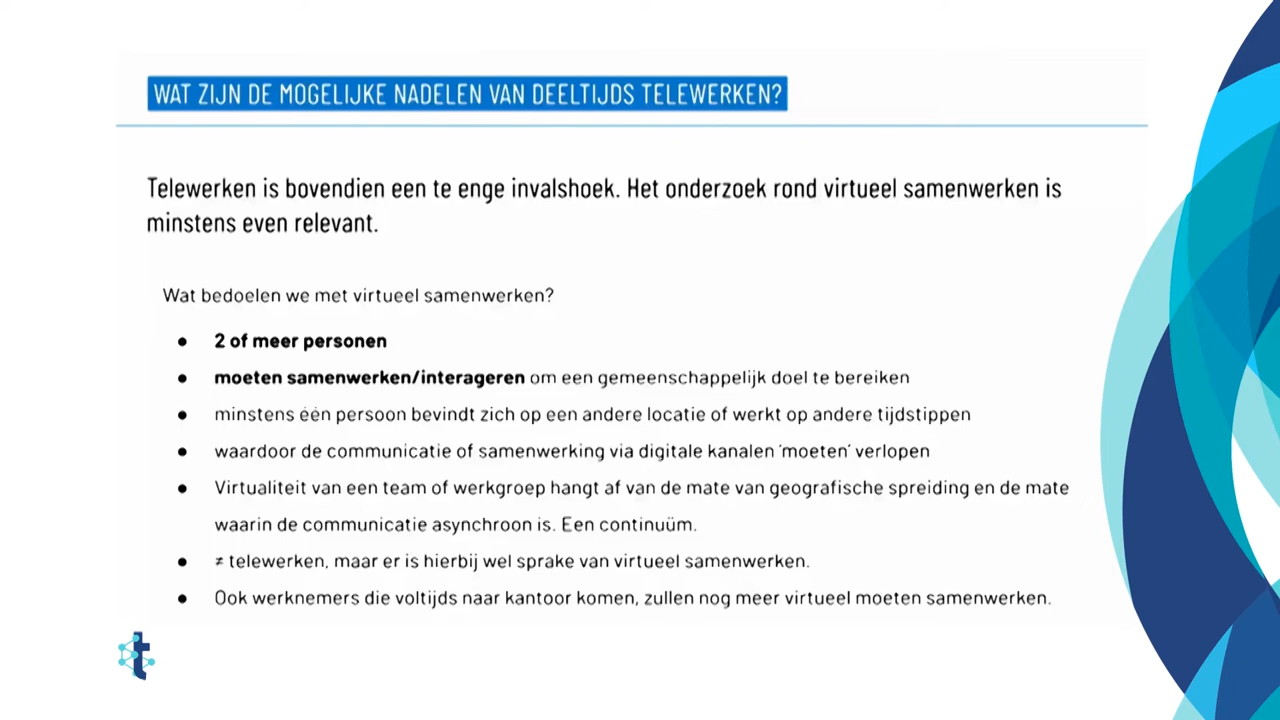 WAT ZIJN DE MOGELIJKE NADELEN VAN DEELTIJDS TELEWERKEN?
Telewerken is bovendien een te enge invalshoek. Het onderzoek rond virtueel samenwerken is
minstens even relevant.
Wat bedoelen we met virtueel samenwerken?
● 2 of meer personen
● moeten samenwerken/interageren om een gemeenschappelijk doel te bereiken
● minstens één persoon bevindt zich op een andere locatie of werkt op andere tijdstippen
● waardoor de communicatie of samenwerking via digitale kanalen 'moeten' verlopen
● Virtualiteit van een team of werkgroep hangt af van de mate van geografische spreiding en de mate
waarin de communicatie asynchroon is. Een continuüm.
● ≠ telewerken, maar er is hierbij wel sprake van virtueel samenwerken.
● Ook werknemers die voltijds naar kantoor komen, zullen nog meer virtueel moeten samenwerken.
t